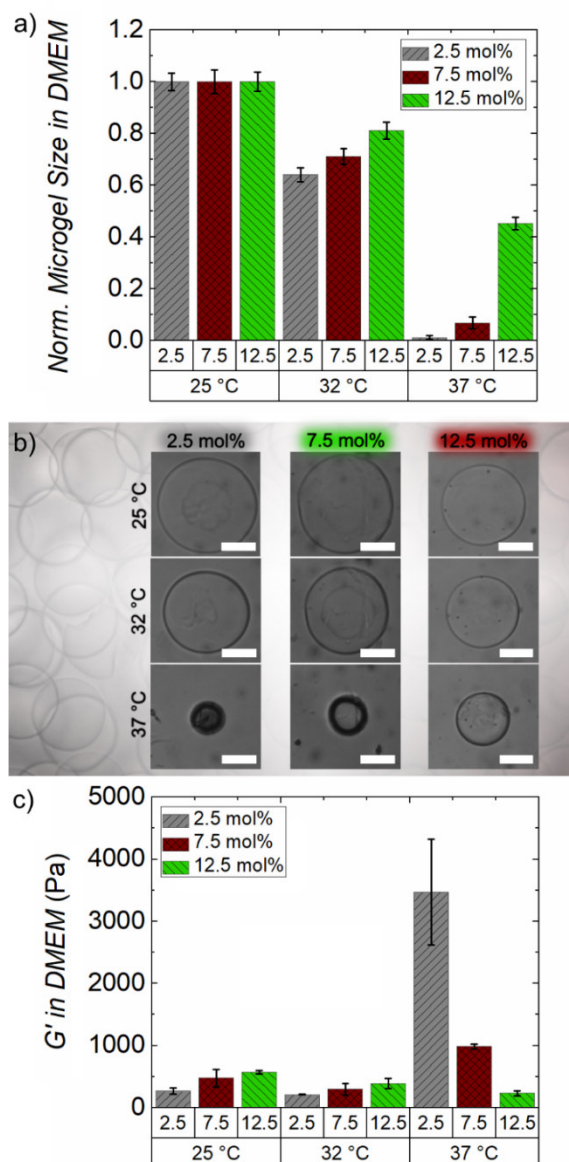 a)
Norm. Microgel Size in DMEM
1.2
1.0
0.8
0.6
0.4
0.2
0.0
2.5 mol%
7.5 mol%
12.5 mol%
2.5 7.5 12.5 2.5 7.5 12.5 2.5 7.5 12.5
25 °C 32 °C 37 °C
b)
2.5 mol% 7.5 mol% 12.5 mol%
25 °C
32 °C
37 °C
c)
G' in DMEM (Pa)
5000
4000
3000
2000
1000
0
2.5 mol%
7.5 mol%
12.5 mol%
2.5 7.5 12.5 2.5 7.5 12.5 2.5 7.5 12.5
25 °C 32 °C 37 °C